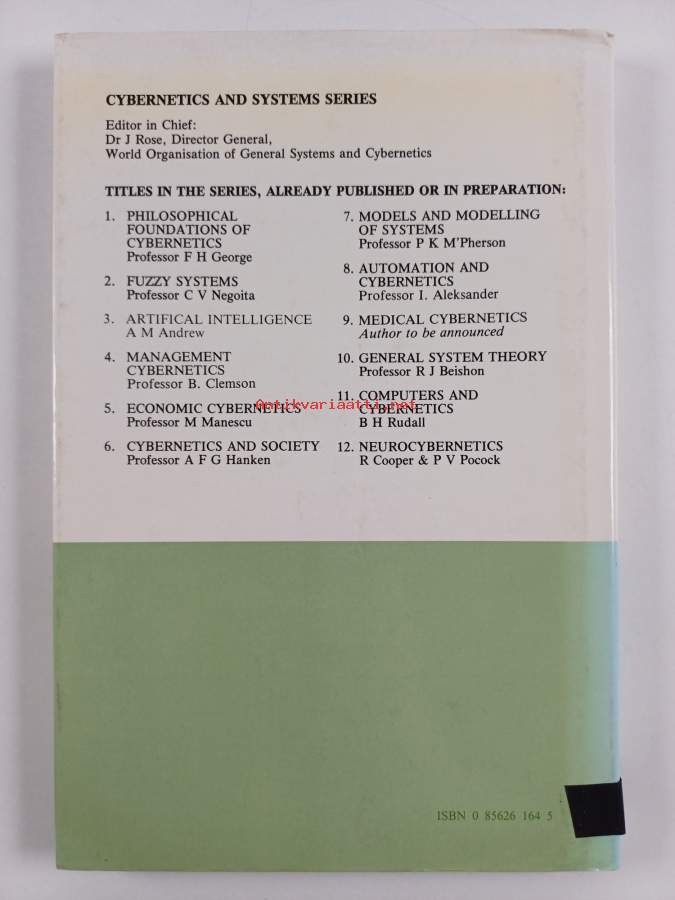 CYBERNETICS AND SYSTEMS SERIES
Editor in Chief:
Dr J Rose, Director General,
World Organisation of General Systems and Cybernetics
TITLES IN THE SERIES, ALREADY PUBLISHED OR IN PREPARATION:
1. PHILOSOPHICAL
FOUNDATIONS OF
CYBERNETICS
Professor F H George
2. FUZZY SYSTEMS
Professor C V Negoita
3. ARTIFICAL INTELLIGENCE
A M Andrew
4. MANAGEMENT
CYBERNETICS
Professor B. Clemson
5. ECONOMIC CYBERNETICS
Professor M Manescu
6. CYBERNETICS AND SOCIETY
Professor A F G Hanken
7. MODELS AND MODELLING
OF SYSTEMS
Professor P K M'Pherson
8. AUTOMATION AND
CYBERNETICS
Professor I. Aleksander
9. MEDICAL CYBERNETICS
Author to be announced
10. GENERAL SYSTEM THEORY
Professor R J Beishon
11. COMPUTERS AND
CYBERNETICS
B H Rudall
12. NEUROCYBERNETICS
R Cooper & P V Pocock
Antikvariaatti.net
ISBN 0 85626 164 5